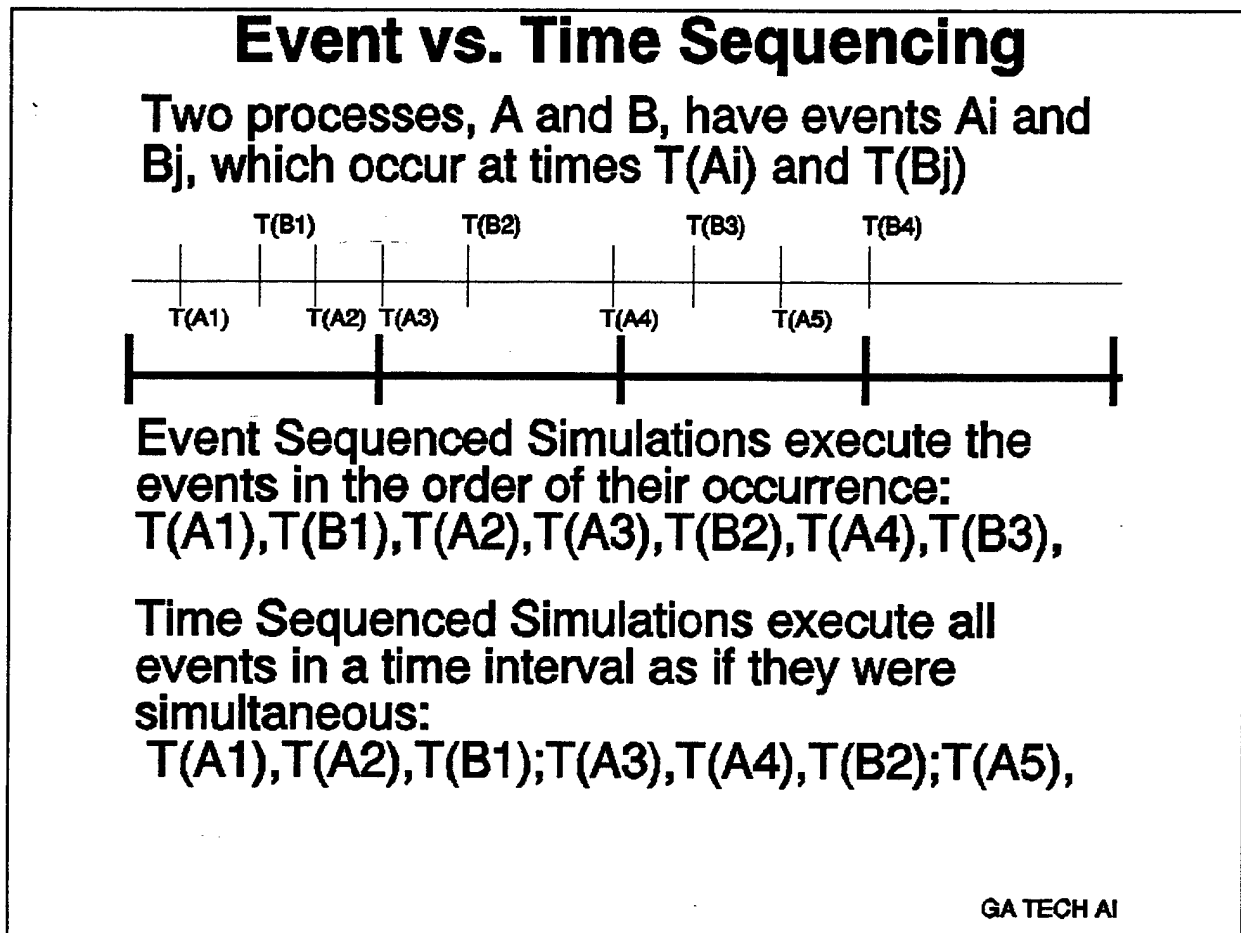 Event vs. Time Sequencing
Two processes, A and B, have events Ai and
Bj, which occur at times T(Ai) and T(Bj)
T(B1) T(B2) T(B3) T(B4)
T(A1) T(A2) T(A3) T(A4) T(A5)
Event Sequenced Simulations execute the
events in the order of their occurrence:
T(A1),T(B1),T(A2),T(A3),T(B2),T(A4),T(B3),
Time Sequenced Simulations execute all
events in a time interval as if they were
simultaneous:
T(A1),T(A2),T(B1);T(A3),T(A4),T(B2);T(A5),
GA TECH AI